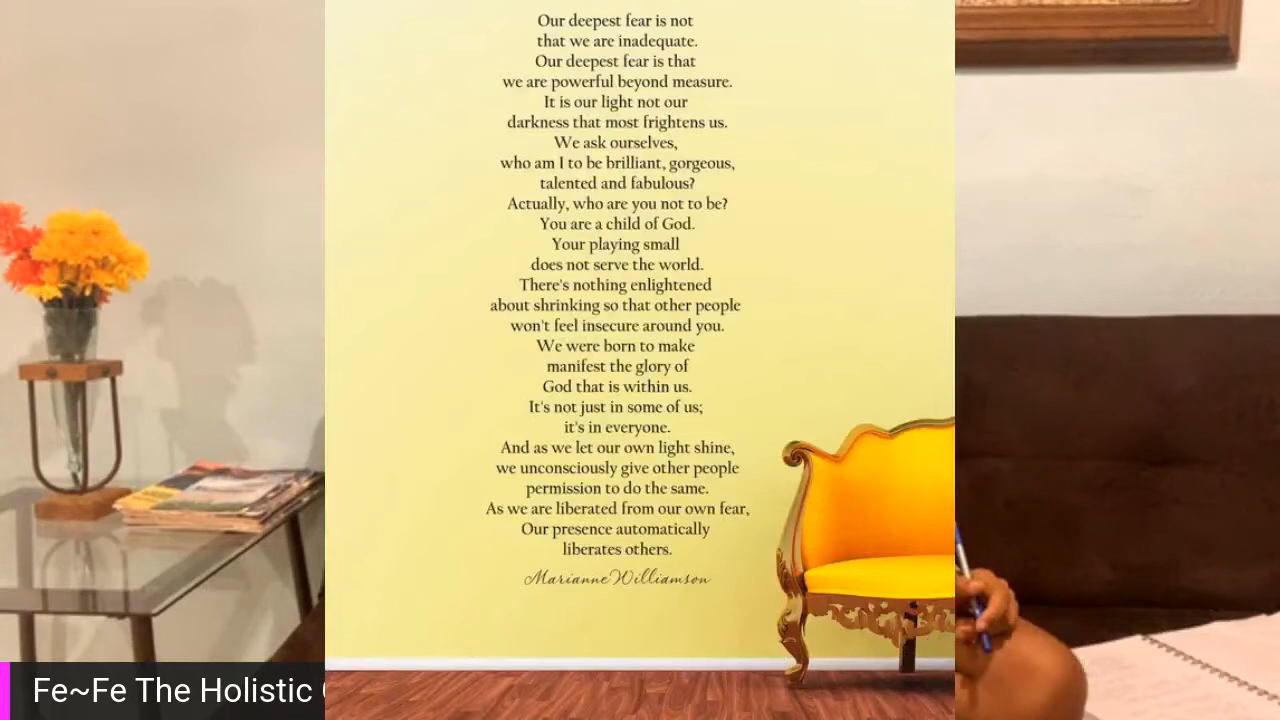 Our deepest fear is not
that we are inadequate.
Our deepest fear is that
we are powerful beyond measure.
It is our light not our
darkness that most frightens us.
We ask ourselves,
who am I to be brilliant, gorgeous,
talented and fabulous?
Actually, who are you not to be?
You are a child of God.
Your playing small
does not serve the world.
There's nothing enlightened
about shrinking so that other people
won't feel insecure around you.
We were born to make
manifest the glory of
God that is within us.
It's not just in some of us;
it's in everyone.
And as we let our own light shine,
we unconsciously give other people
permission to do the same.
As we are liberated from our own fear,
Our presence automatically
liberates others.
Marianne Williamson
Fe~Fe The Holistic